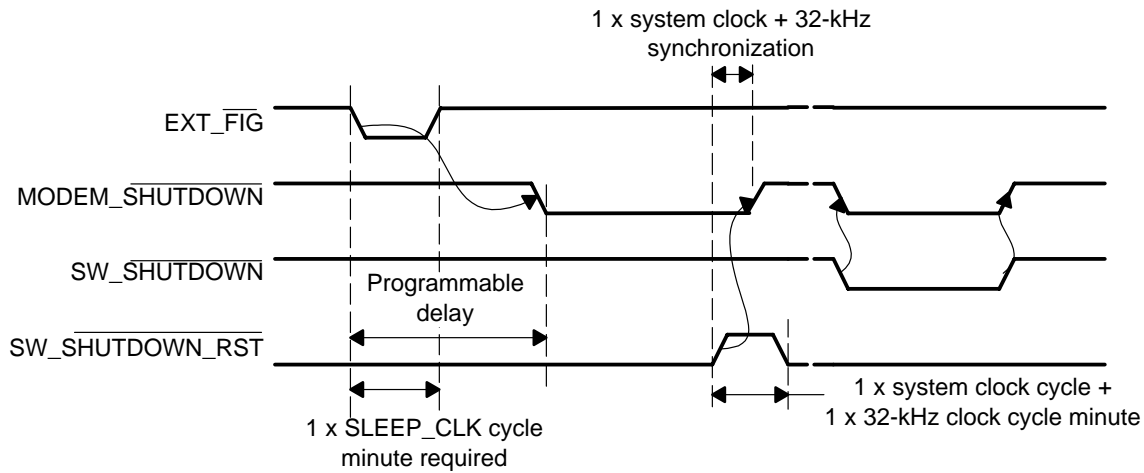 1 x system clock + 32-kHz
synchronization
EXT_FIG
MODEM_SHUTDOWN
SW_SHUTDOWN
Programmable
delay
SW_SHUTDOWN_RST
1 x system clock cycle +
1 x 32-kHz clock cycle minute
1 x SLEEP_CLK cycle
minute required